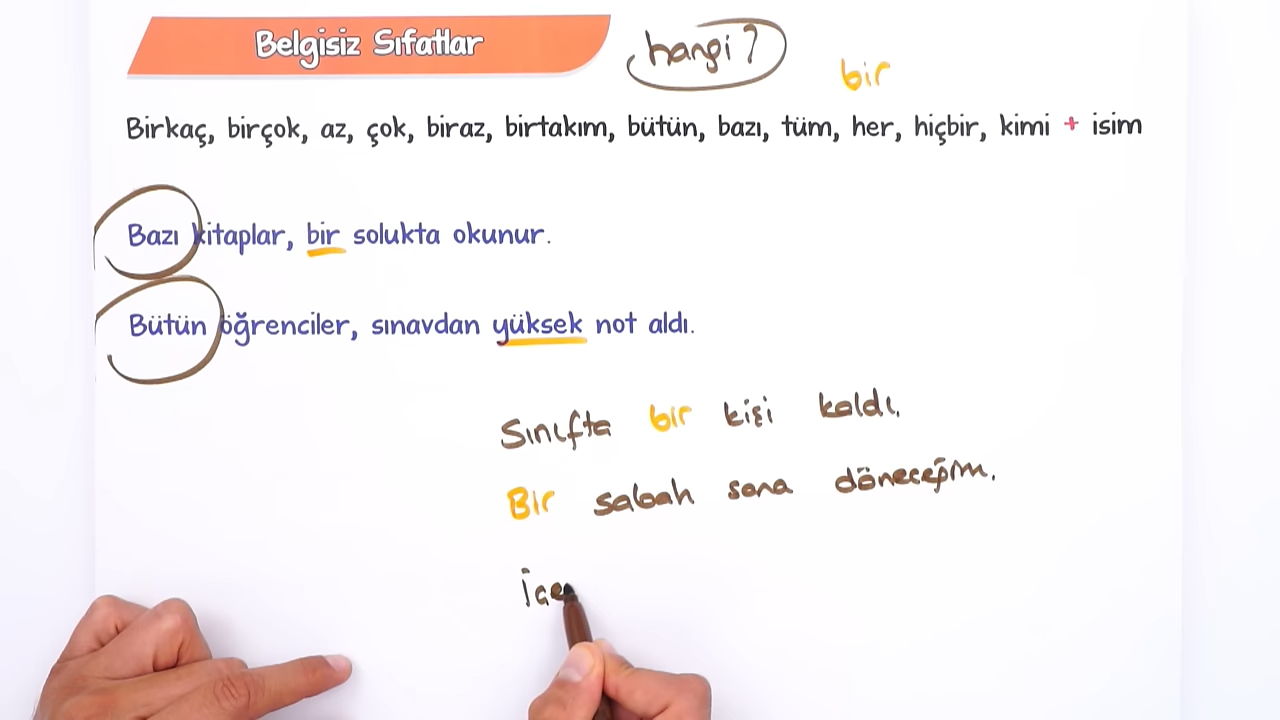 Belgisiz Sıfatlar
hangi?
bir
Birkaç, birçok, az, çok, biraz, birtakım, bütün, bazı, tüm, her, hiçbir, kimi + isim
Bazı kitaplar, bir solukta okunur.
Bütün öğrenciler, sınavdan yüksek not aldı.
Sınıfta bir kişi kaldı.
Bir sabah sana döneceğim.